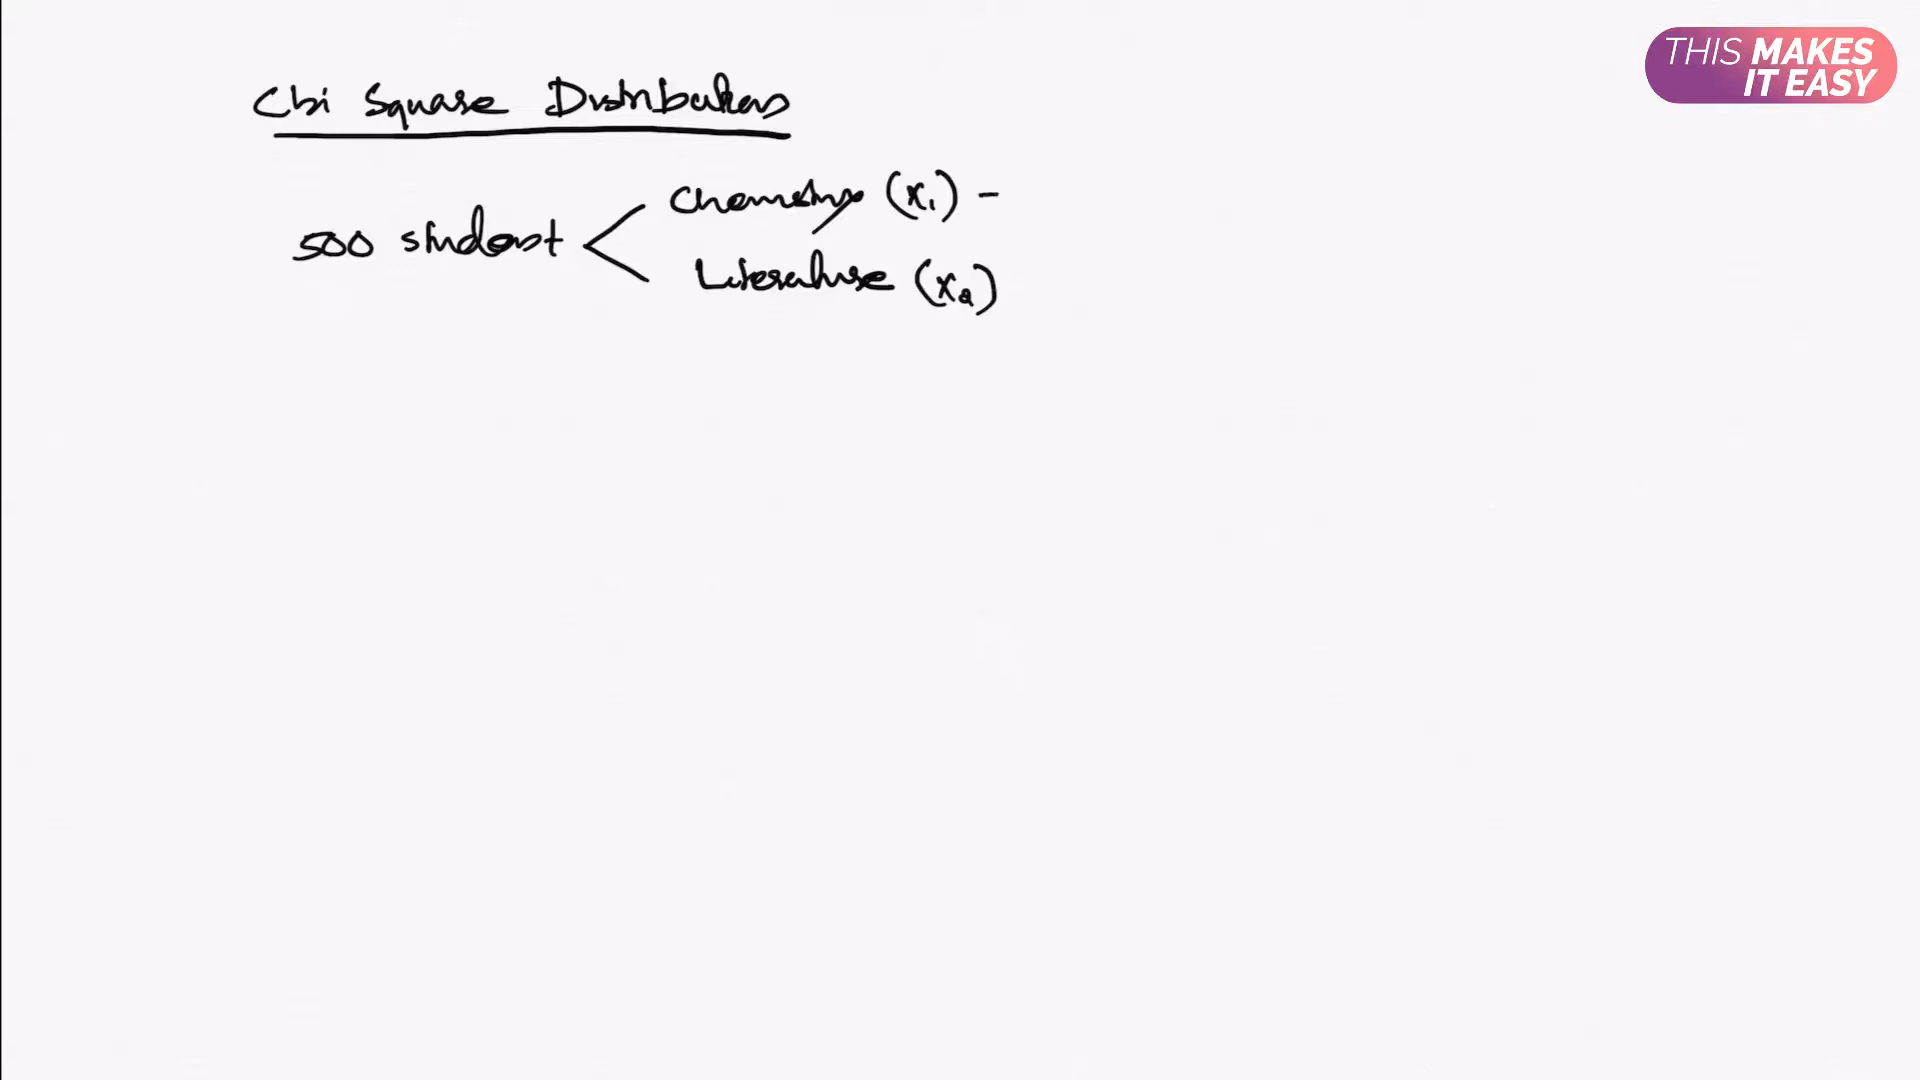 THIS MAKES
IT EASY
Chi Square Distribution
500 student
Chemistry (x₁) -
Literature (x₂)